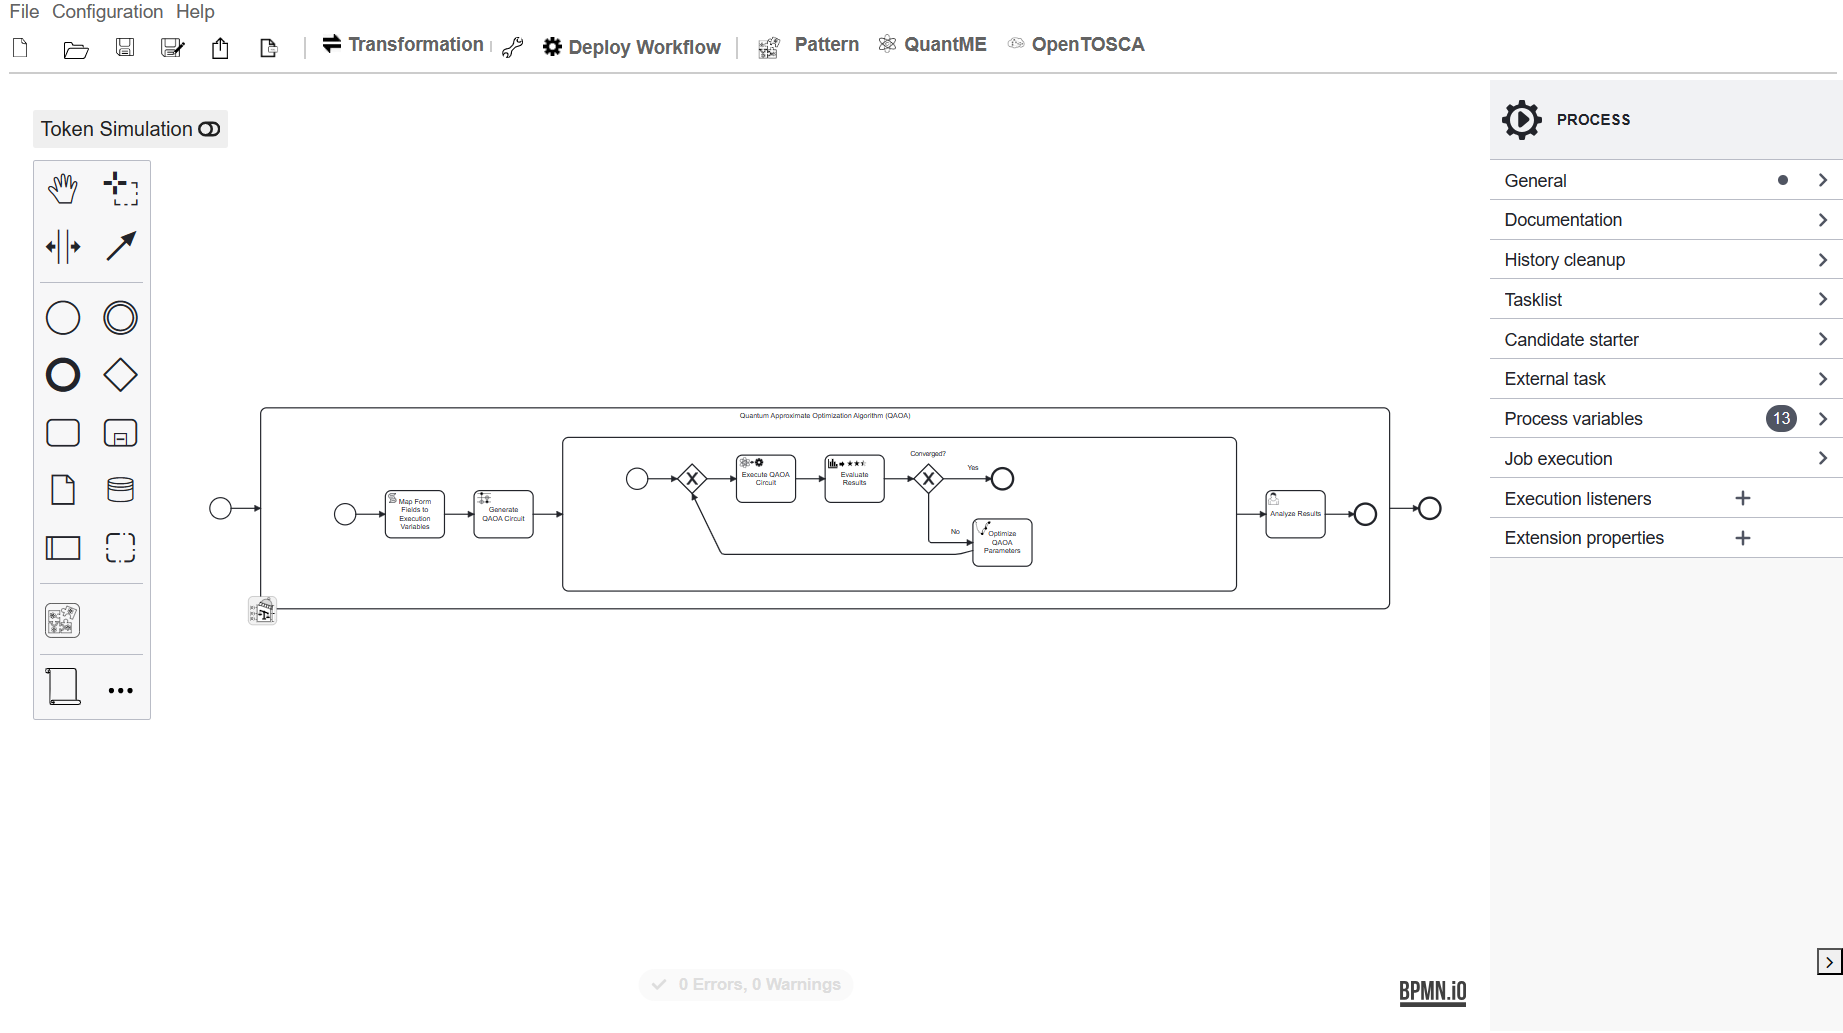 File Configuration Help
Transformation Deploy Workflow Pattern QuantME OpenTOSCA
Token Simulation
PROCESS
General
Documentation
History cleanup
Tasklist
Candidate starter
External task
Process variables 13
Job execution
Execution listeners
Extension properties
Quantum Approximate Optimization Algorithm (QAOA)
Map Form
Fields to
Execution
Variables
Generate
QAOA Circuit
Execute QAOA
Circuit
Evaluate
Results
Converged?
Yes
No
Optimize
QAOA
Parameters
Analyze Results
0 Errors, 0 Warnings
BPMN.iO